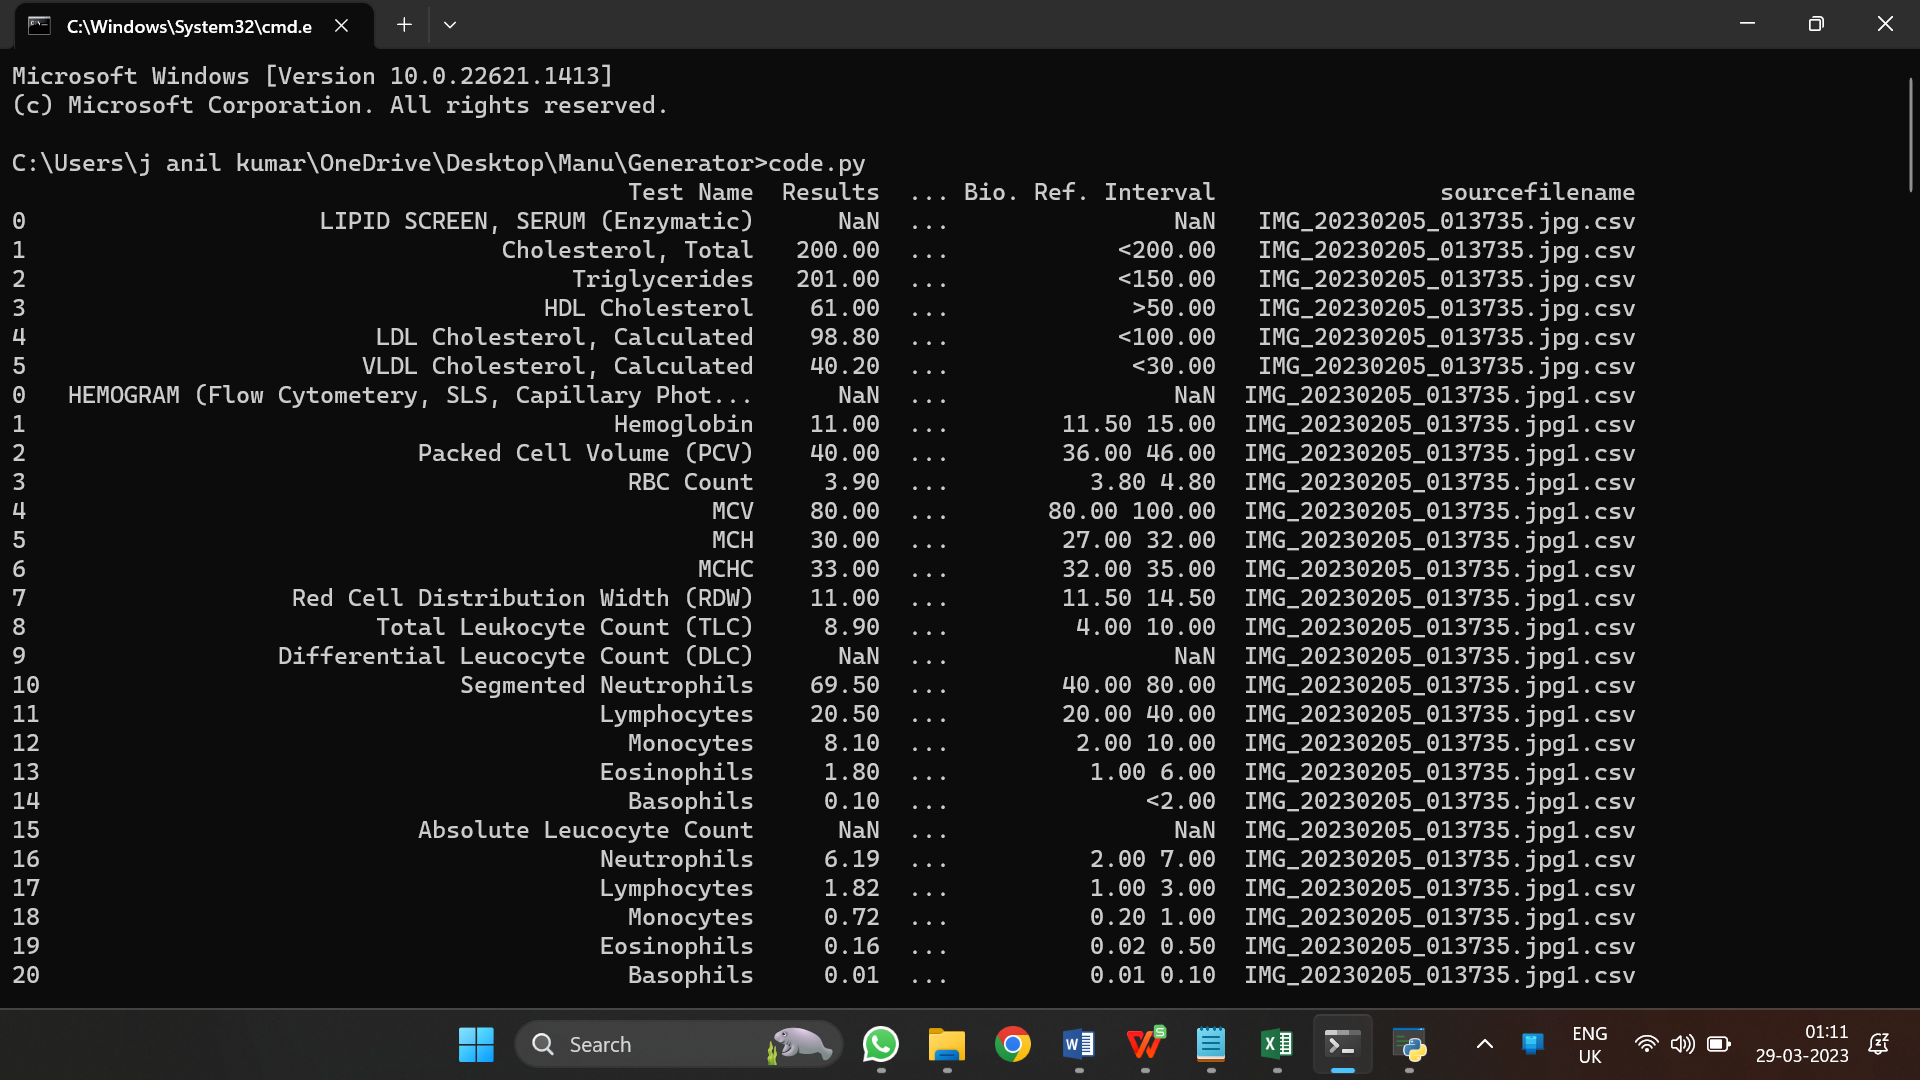 C:\Windows\System32\cmd.e
Microsoft Windows [Version 10.0.22621.1413]
(c) Microsoft Corporation. All rights reserved.
C:\Users\j anil kumar\OneDrive\Desktop\Manu\Generator>code.py
Test Name Results ... Bio. Ref. Interval sourcefilename
0 LIPID SCREEN, SERUM (Enzymatic) NaN ... NaN IMG_20230205_013735.jpg.csv
1 Cholesterol, Total 200.00 ... <200.00 IMG_20230205_013735.jpg.csv
2 Triglycerides 201.00 ... <150.00 IMG_20230205_013735.jpg.csv
3 HDL Cholesterol 61.00 ... >50.00 IMG_20230205_013735.jpg.csv
4 LDL Cholesterol, Calculated 98.80 ... <100.00 IMG_20230205_013735.jpg.csv
5 VLDL Cholesterol, Calculated 40.20 ... <30.00 IMG_20230205_013735.jpg.csv
0 HEMOGRAM (Flow Cytometery, SLS, Capillary Phot... NaN ... NaN IMG_20230205_013735.jpg1.csv
1 Hemoglobin 11.00 ... 11.50 15.00 IMG_20230205_013735.jpg1.csv
2 Packed Cell Volume (PCV) 40.00 ... 36.00 46.00 IMG_20230205_013735.jpg1.csv
3 RBC Count 3.90 ... 3.80 4.80 IMG_20230205_013735.jpg1.csv
4 MCV 80.00 ... 80.00 100.00 IMG_20230205_013735.jpg1.csv
5 MCH 30.00 ... 27.00 32.00 IMG_20230205_013735.jpg1.csv
6 MCHC 33.00 ... 32.00 35.00 IMG_20230205_013735.jpg1.csv
7 Red Cell Distribution Width (RDW) 11.00 ... 11.50 14.50 IMG_20230205_013735.jpg1.csv
8 Total Leukocyte Count (TLC) 8.90 ... 4.00 10.00 IMG_20230205_013735.jpg1.csv
9 Differential Leucocyte Count (DLC) NaN ... NaN IMG_20230205_013735.jpg1.csv
10 Segmented Neutrophils 69.50 ... 40.00 80.00 IMG_20230205_013735.jpg1.csv
11 Lymphocytes 20.50 ... 20.00 40.00 IMG_20230205_013735.jpg1.csv
12 Monocytes 8.10 ... 2.00 10.00 IMG_20230205_013735.jpg1.csv
13 Eosinophils 1.80 ... 1.00 6.00 IMG_20230205_013735.jpg1.csv
14 Basophils 0.10 ... <2.00 IMG_20230205_013735.jpg1.csv
15 Absolute Leucocyte Count NaN ... NaN IMG_20230205_013735.jpg1.csv
16 Neutrophils 6.19 ... 2.00 7.00 IMG_20230205_013735.jpg1.csv
17 Lymphocytes 1.82 ... 1.00 3.00 IMG_20230205_013735.jpg1.csv
18 Monocytes 0.72 ... 0.20 1.00 IMG_20230205_013735.jpg1.csv
19 Eosinophils 0.16 ... 0.02 0.50 IMG_20230205_013735.jpg1.csv
20 Basophils 0.01 ... 0.01 0.10 IMG_20230205_013735.jpg1.csv
Search
ENG
UK
01:11
29-03-2023